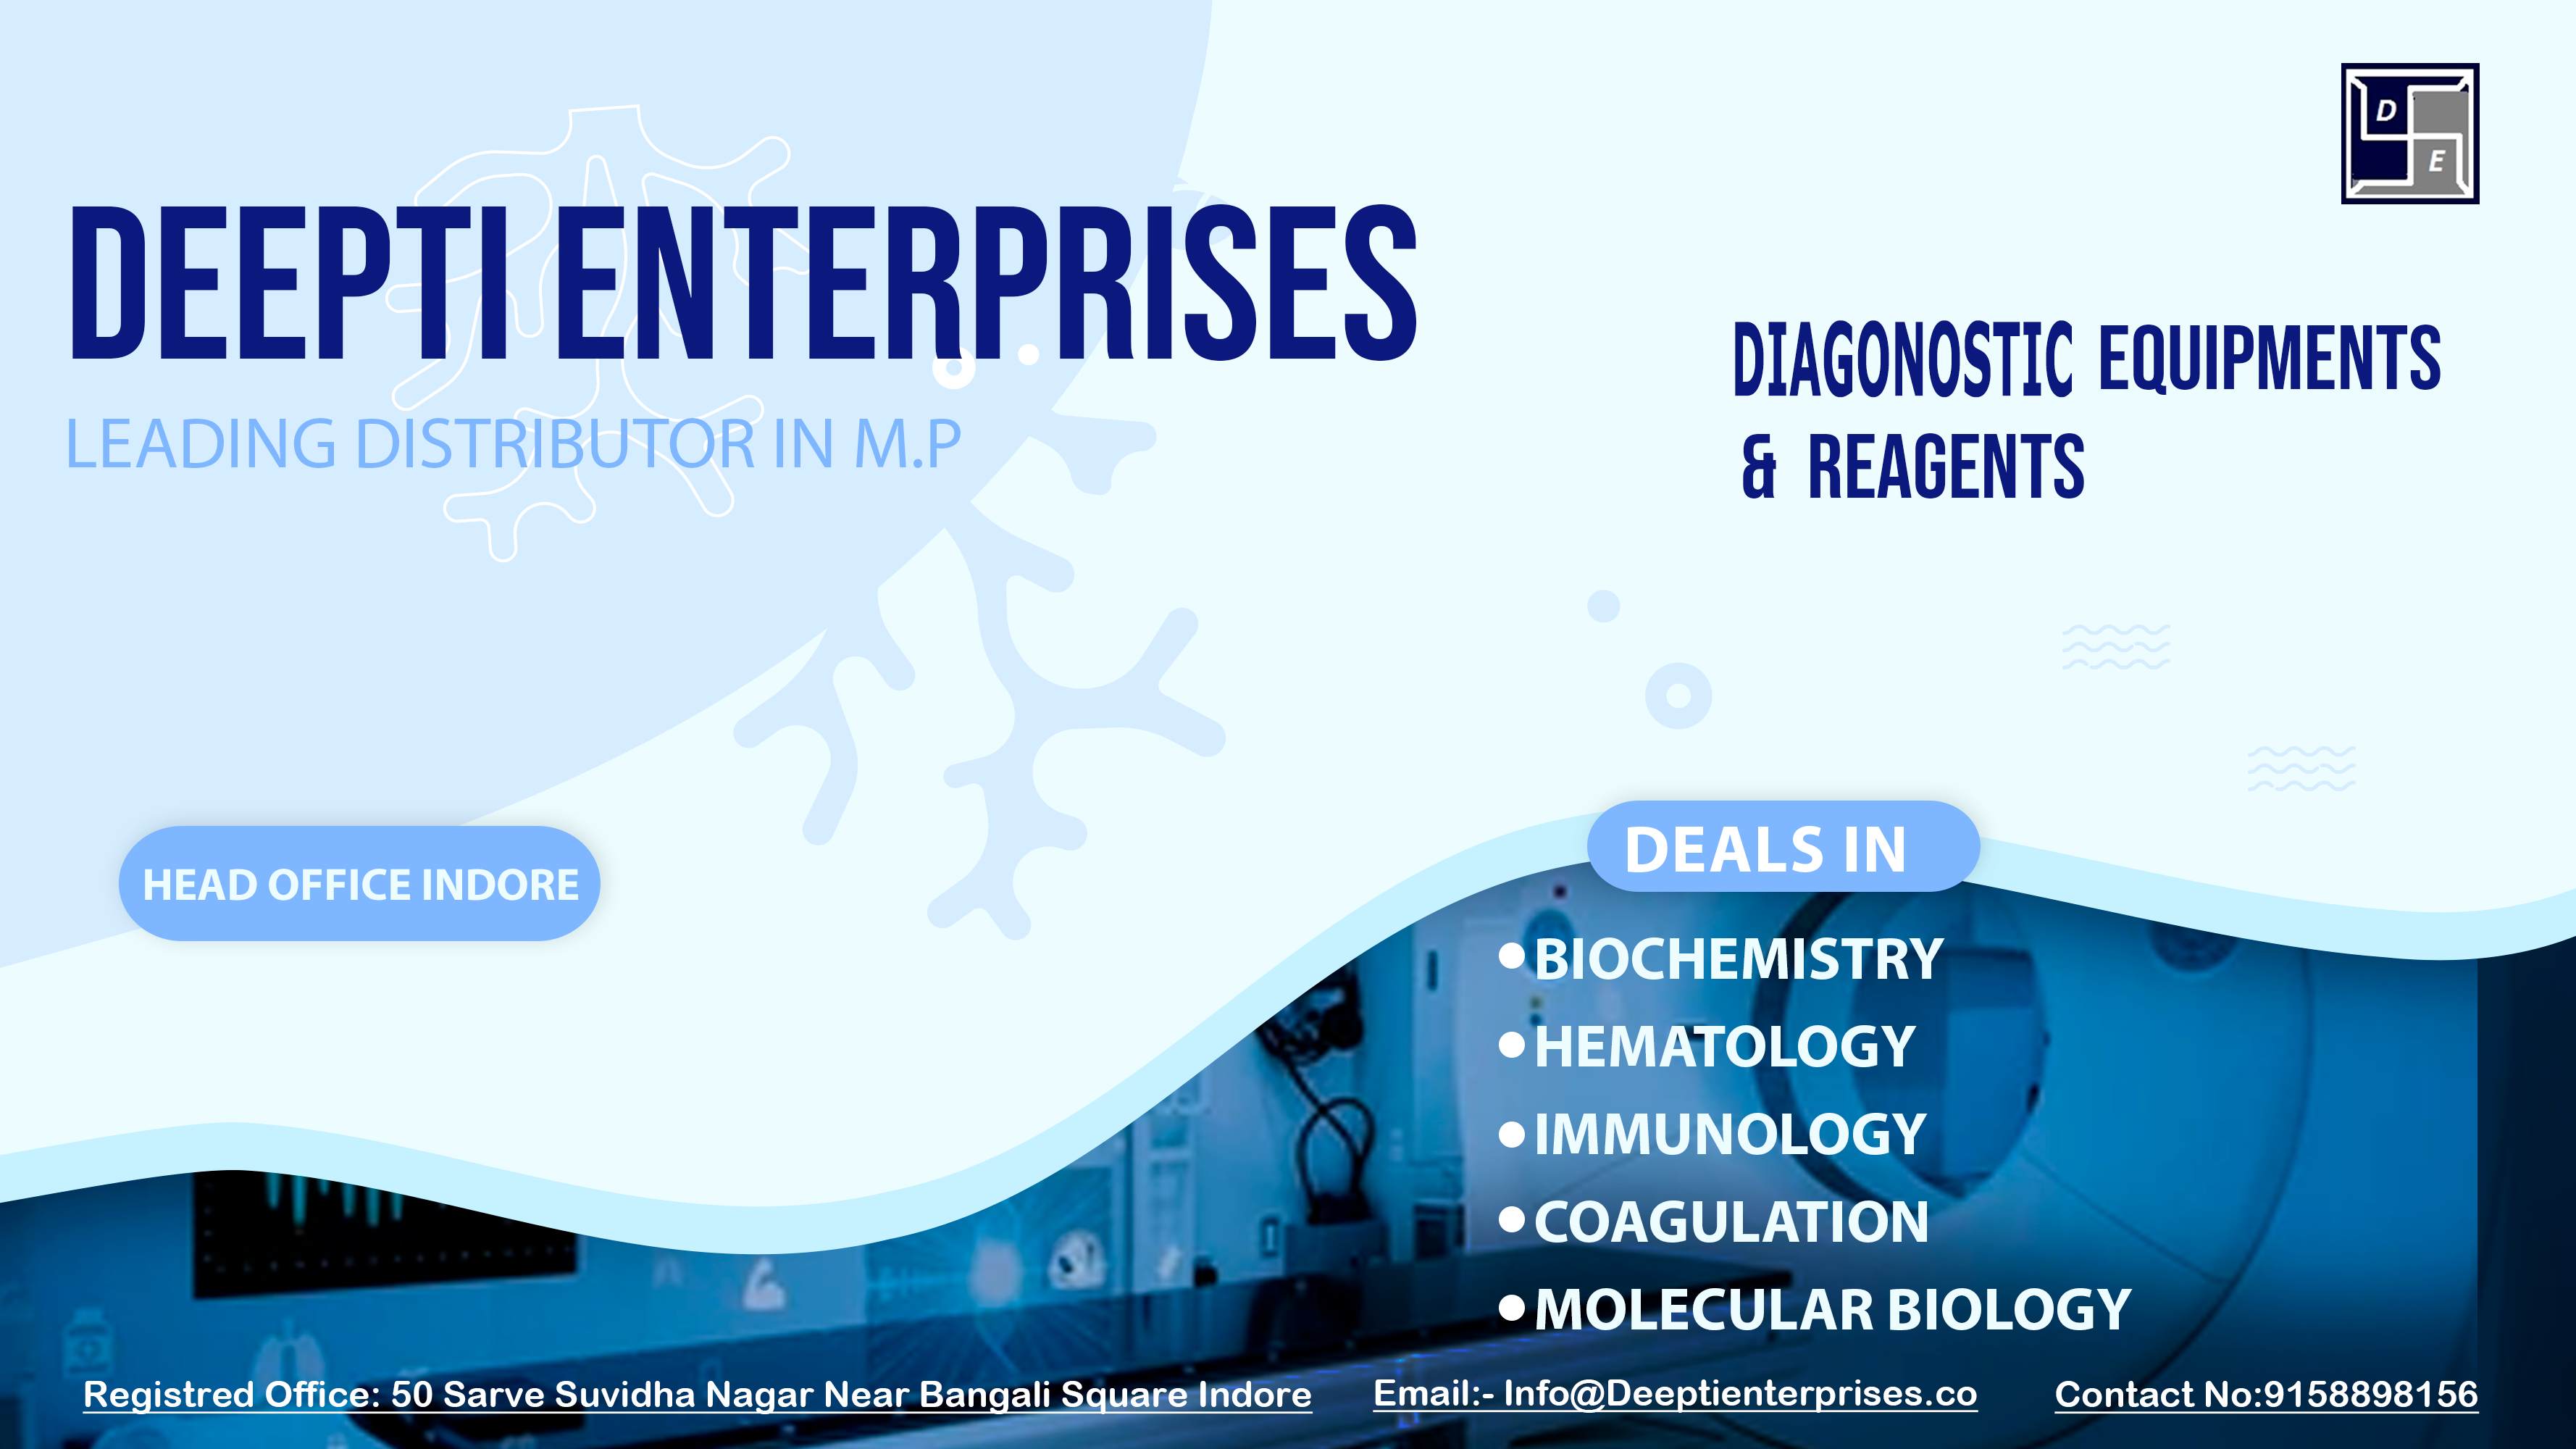 D
E
DEEPTI ENTERPRISES
LEADING DISTRIBUTOR IN M.P
DIAGONOSTIC EQUIPMENTS
& REAGENTS
HEAD OFFICE INDORE
DEALS IN
•BIOCHEMISTRY
•HEMATOLOGY
•IMMUNOLOGY
•COAGULATION
•MOLECULAR BIOLOGY
Registred Office: 50 Sarve Suvidha Nagar Near Bangali Square Indore
Email:- Info@Deeptienterprises.co
Contact No:9158898156